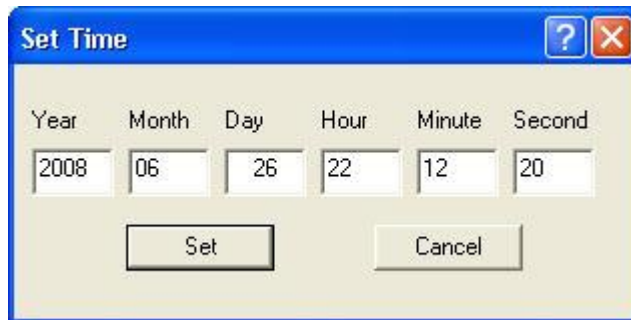 Set Time
Year Month Day Hour Minute Second
2008 06 26 22 12 20
Set Cancel